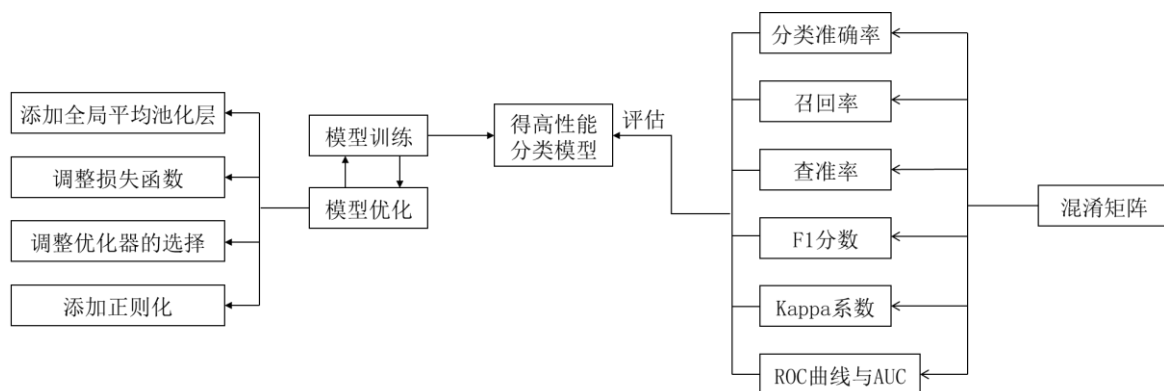 添加全局平均池化层
调整损失函数
调整优化器的选择
添加正则化
模型训练
模型优化
得高性能
分类模型
评估
分类准确率
召回率
查准率
F1分数
Kappa系数
ROC曲线与AUC
混淆矩阵